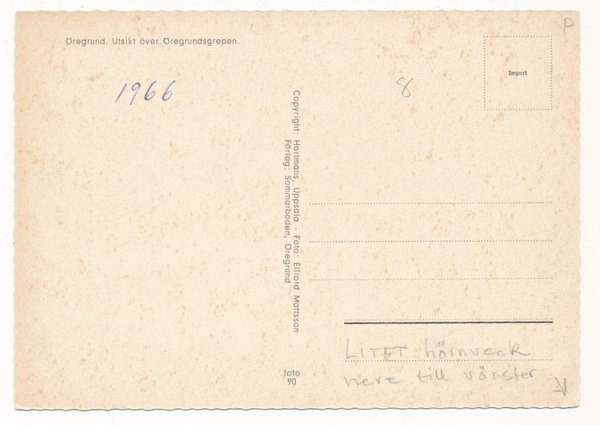 Öregrund. Utsikt över Öregrundsgrepen.
P
1966
8
Import
Copyright: Hartmans, Uppsala - Foto: Effiord Mattsson
Förlag: Sommarboden, Öregrund
foto
90
LITET hörnveck
nere till vänster